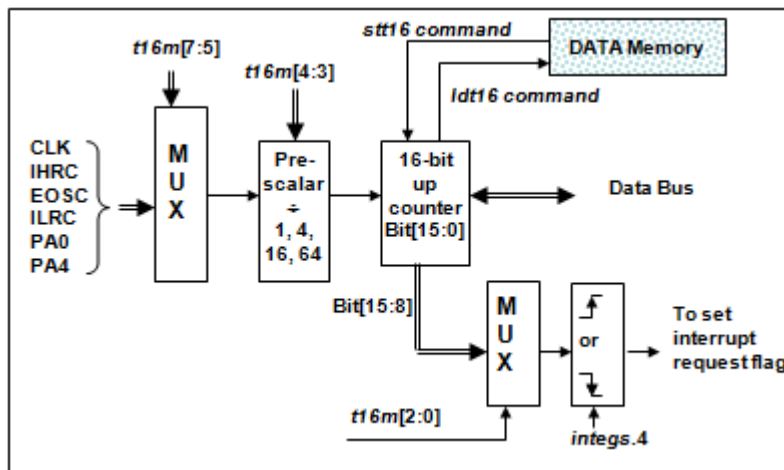 t16m[7:5]
t16m[4:3]
stt16 command
DATA Memory
ldt16 command
CLK
IHRC
EOSC
ILRC
PA0
PA4
M
U
X
Pre-
scalar
÷
1, 4,
16, 64
16-bit
up
counter
Bit[15:0]
Data Bus
Bit[15:8]
M
U
X
or
To set
interrupt
request flag
t16m[2:0]
integs.4